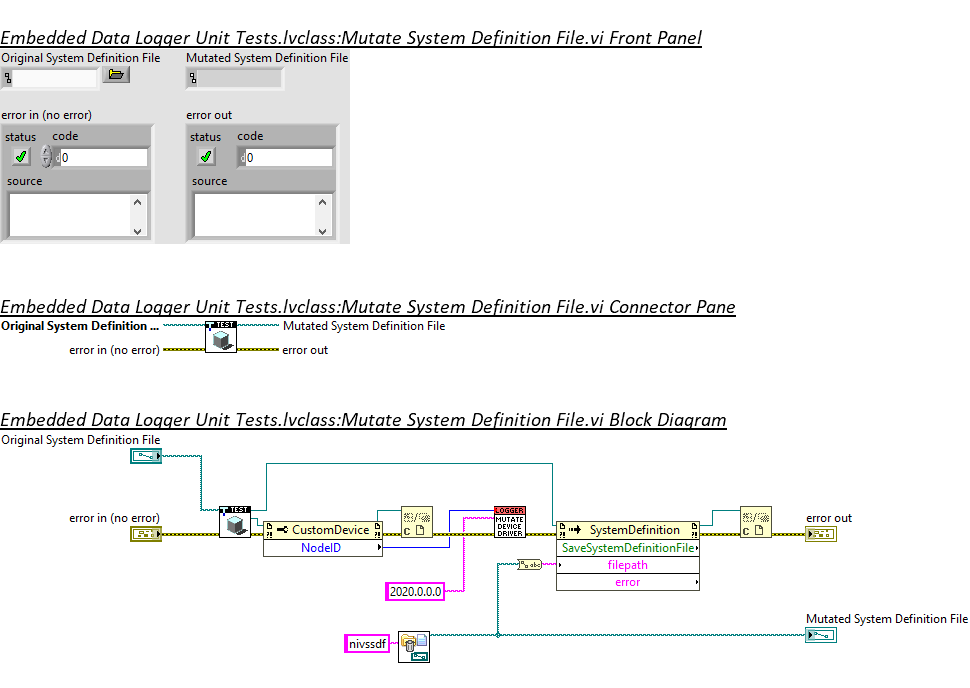 Embedded Data Logger Unit Tests.lvclass:Mutate System Definition File.vi Front Panel
Original System Definition File
Mutated System Definition File
error in (no error)
error out
status code
status code
0
0
source
source
Embedded Data Logger Unit Tests.lvclass:Mutate System Definition File.vi Connector Pane
Original System Definition ...
TEST
Mutated System Definition File
error in (no error)
error out
Embedded Data Logger Unit Tests.lvclass:Mutate System Definition File.vi Block Diagram
Original System Definition File
error in (no error)
TEST
CustomDevice
NodeID
LOGGER
MUTATE
DEVICE
DRIVER
SystemDefinition
SaveSystemDefinitionFile
filepath
error
error out
abc
2020.0.0.0
Mutated System Definition File
nivssdf